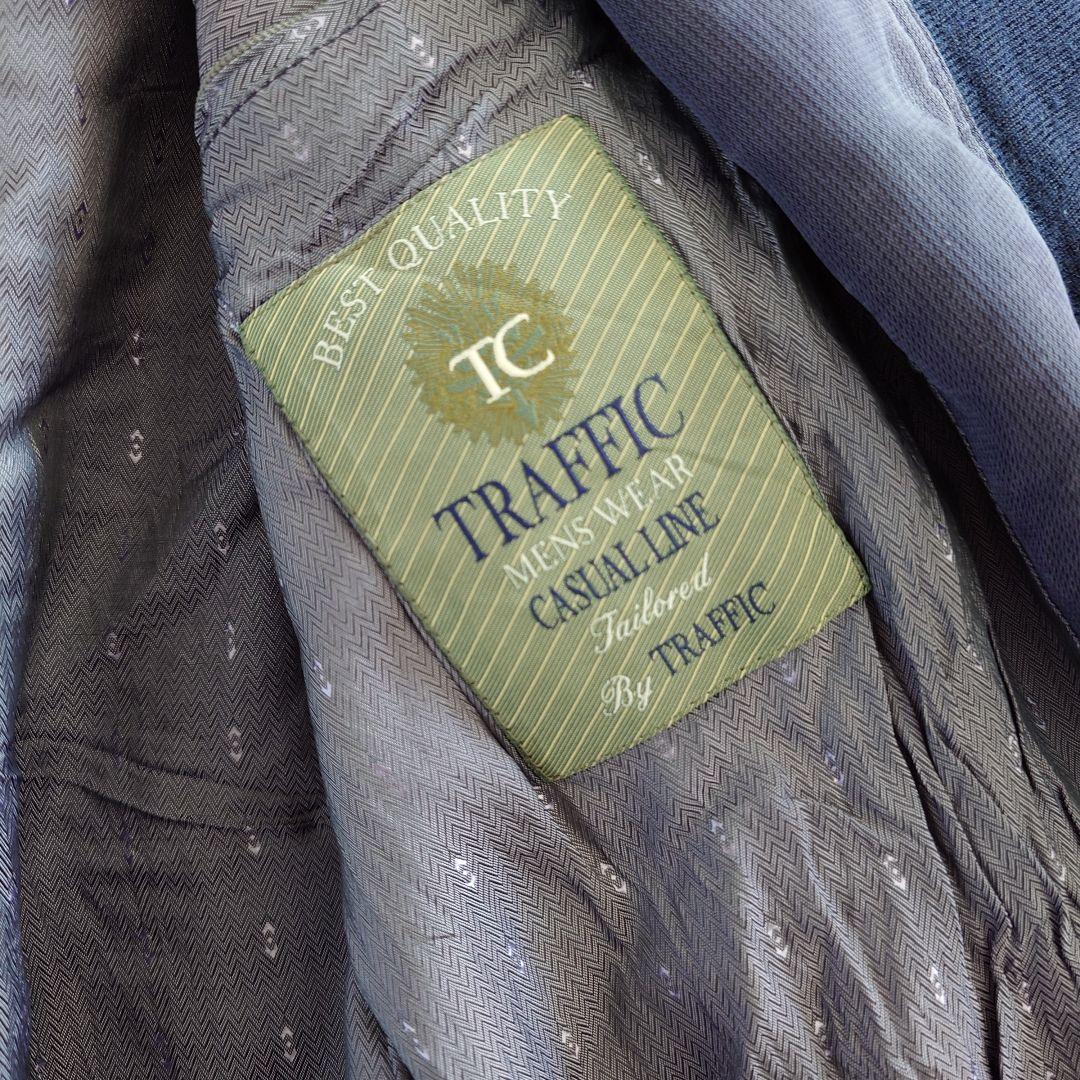 BEST QUALITY
TC
TRAFFIC
MENS WEAR
CASUAL LINE
Tailored
By TRAFFIC